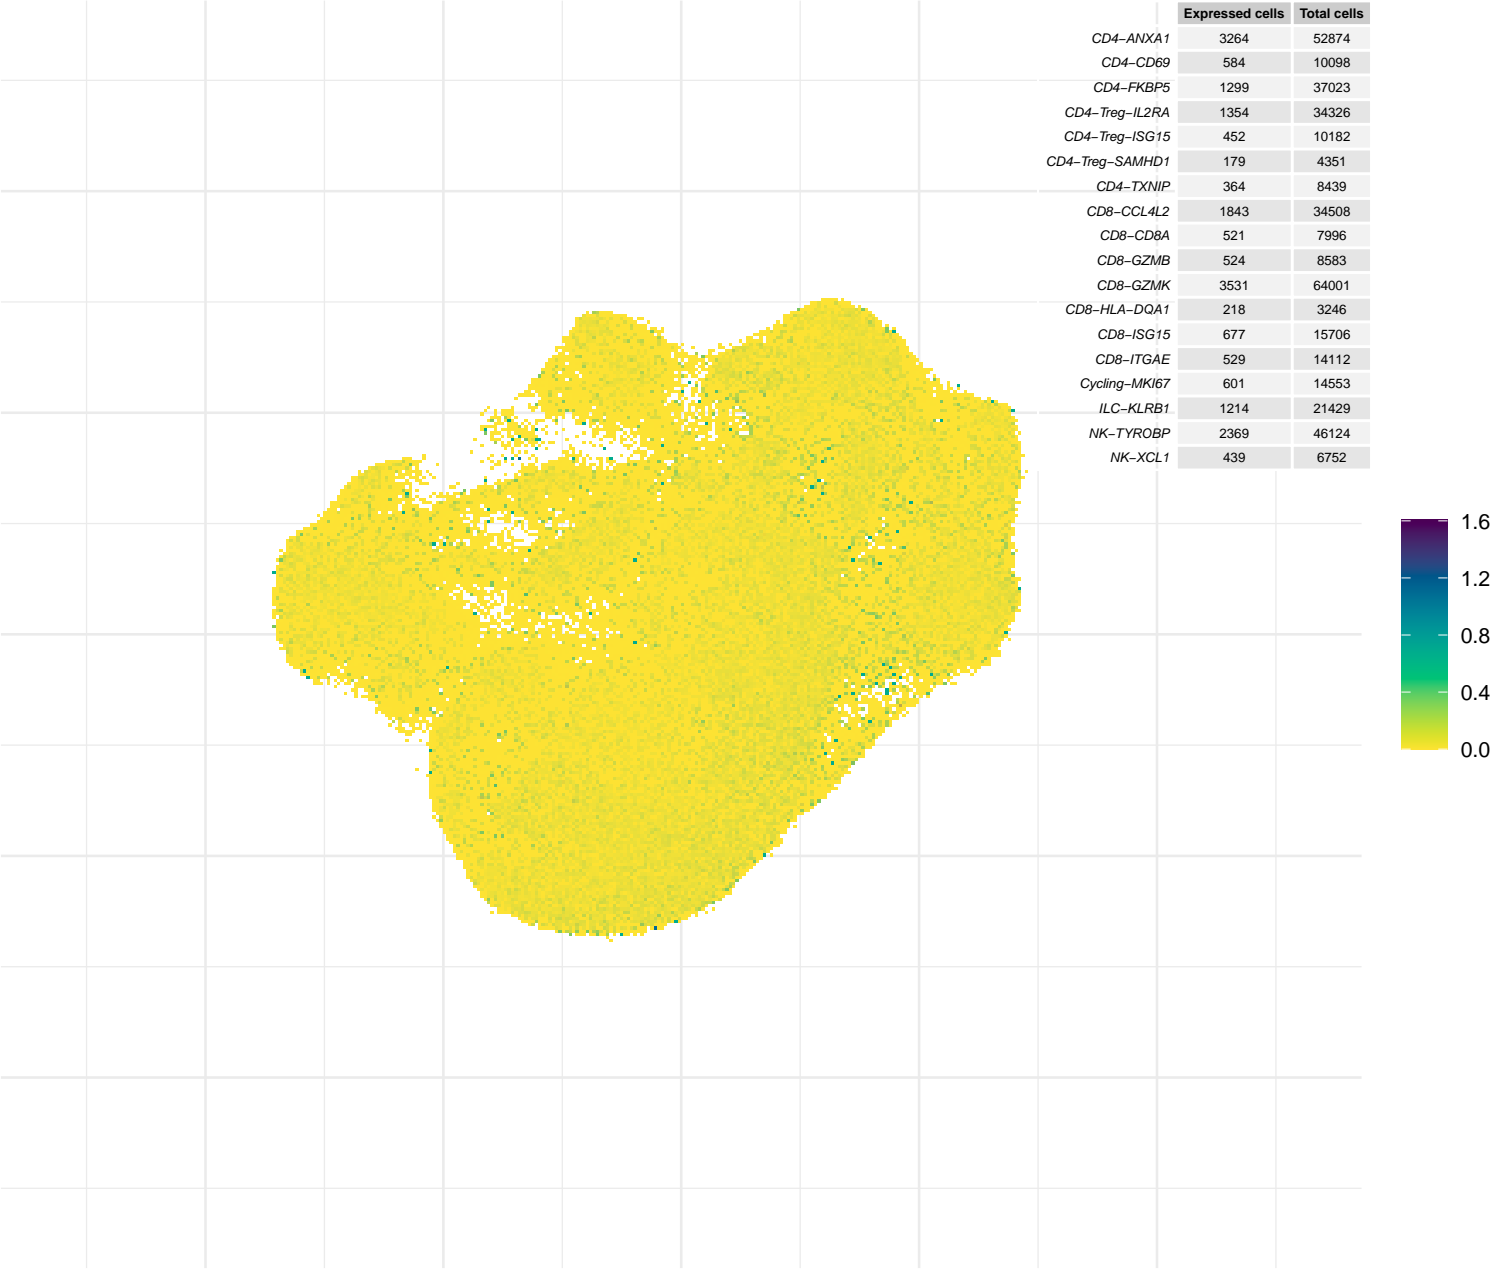 Expressed cells Total cells
CD4−ANXA1 3264 52874
CD4−CD69 584 10098
CD4−FKBP5 1299 37023
CD4−Treg−IL2RA 1354 34326
CD4−Treg−ISG15 452 10182
CD4−Treg−SAMHD1 179 4351
CD4−TXNIP 364 8439
CD8−CCL4L2 1843 34508
CD8−CD8A 521 7996
CD8−GZMB 524 8583
CD8−GZMK 3531 64001
CD8−HLA−DQA1 218 3246
CD8−ISG15 677 15706
CD8−ITGAE 529 14112
Cycling−MKI67 601 14553
ILC−KLRB1 1214 21429
NK−TYROBP 2369 46124
NK−XCL1 439 6752
1.6
1.2
0.8
0.4
0.0